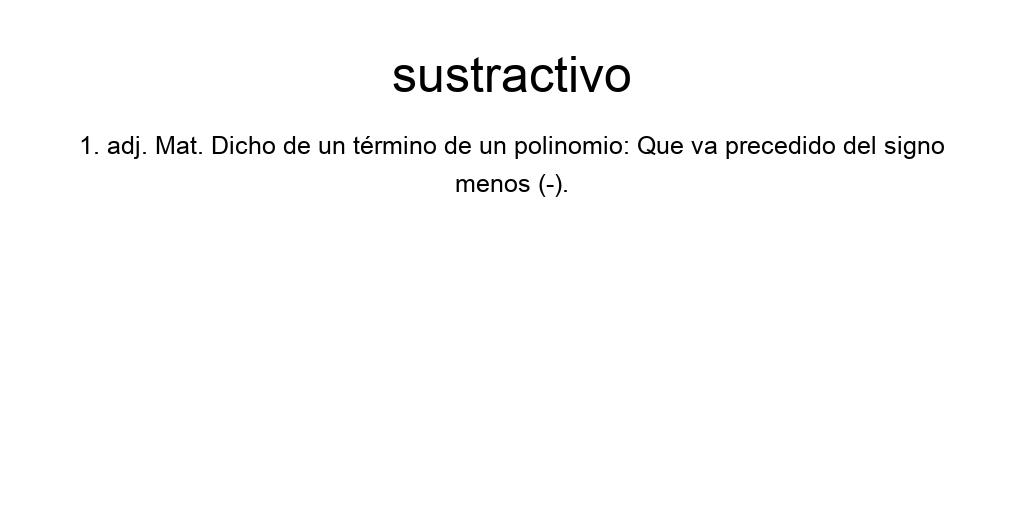 sustractivo
1. adj. Mat. Dicho de un término de un polinomio: Que va precedido del signo
menos (-).